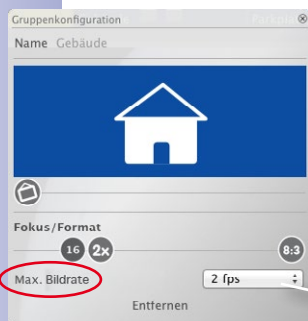 Gruppenkonfiguration
Name Gebäude
Fokus/Format
16 2x 8:3
Max. Bildrate 2 fps
Entfernen